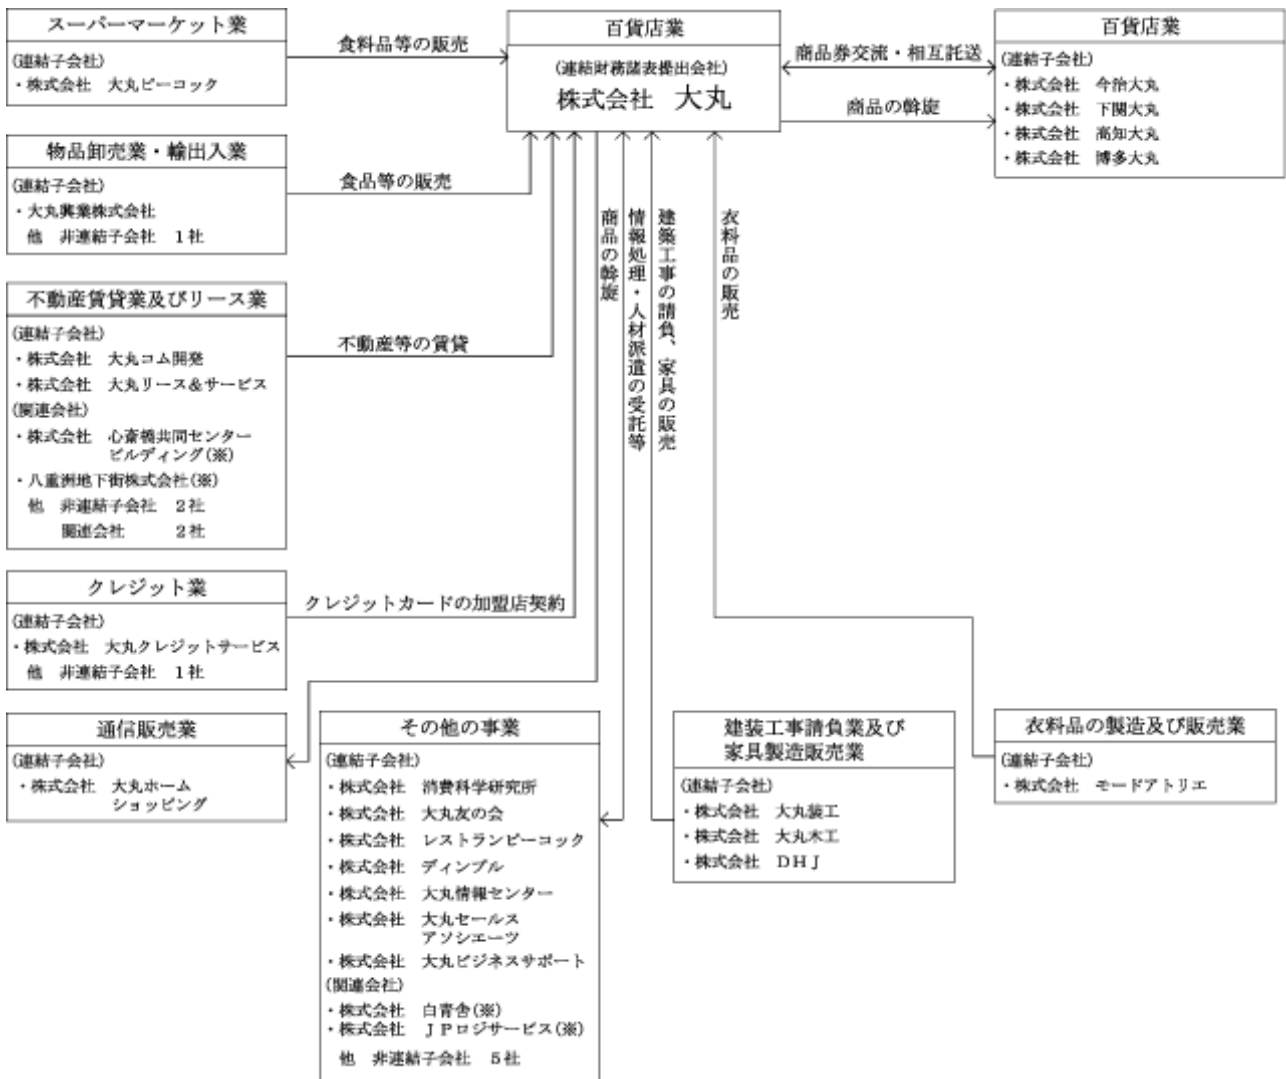 スーパーマーケット業
(連結子会社)
・株式会社　大丸ピーコック
食料品等の販売
百貨店業
(連結財務諸表提出会社)
株式会社　大丸
商品券交流・相互託送
商品の斡旋
百貨店業
(連結子会社)
・株式会社　今治大丸
・株式会社　下関大丸
・株式会社　高知大丸
・株式会社　博多大丸
物品卸売業・輸出入業
(連結子会社)
・大丸興業株式会社
他　非連結子会社　１社
食品等の販売
不動産賃貸業及びリース業
(連結子会社)
・株式会社　大丸コム開発
・株式会社　大丸リース＆サービス
(関連会社)
・株式会社　心斎橋共同センター
ビルディング(※)
・八重洲地下街株式会社(※)
他　非連結子会社　２社
関連会社　２社
不動産等の賃貸
商品の斡旋
情報処理・人材派遣の受託等
建築工事の請負、家具の販売
衣料品の販売
クレジット業
(連結子会社)
・株式会社　大丸クレジットサービス
他　非連結子会社　１社
クレジットカードの加盟店契約
通信販売業
(連結子会社)
・株式会社　大丸ホーム
ショッピング
その他の事業
(連結子会社)
・株式会社　消費科学研究所
・株式会社　大丸友の会
・株式会社　レストランピーコック
・株式会社　ディンプル
・株式会社　大丸情報センター
・株式会社　大丸セールス
アソシエーツ
・株式会社　大丸ビジネスサポート
(関連会社)
・株式会社　白青舎(※)
・株式会社　ＪＰロジサービス(※)
他　非連結子会社　５社
建装工事請負業及び
家具製造販売業
(連結子会社)
・株式会社　大丸装工
・株式会社　大丸木工
・株式会社　ＤＨＪ
衣料品の製造及び販売業
(連結子会社)
・株式会社　モードアトリエ